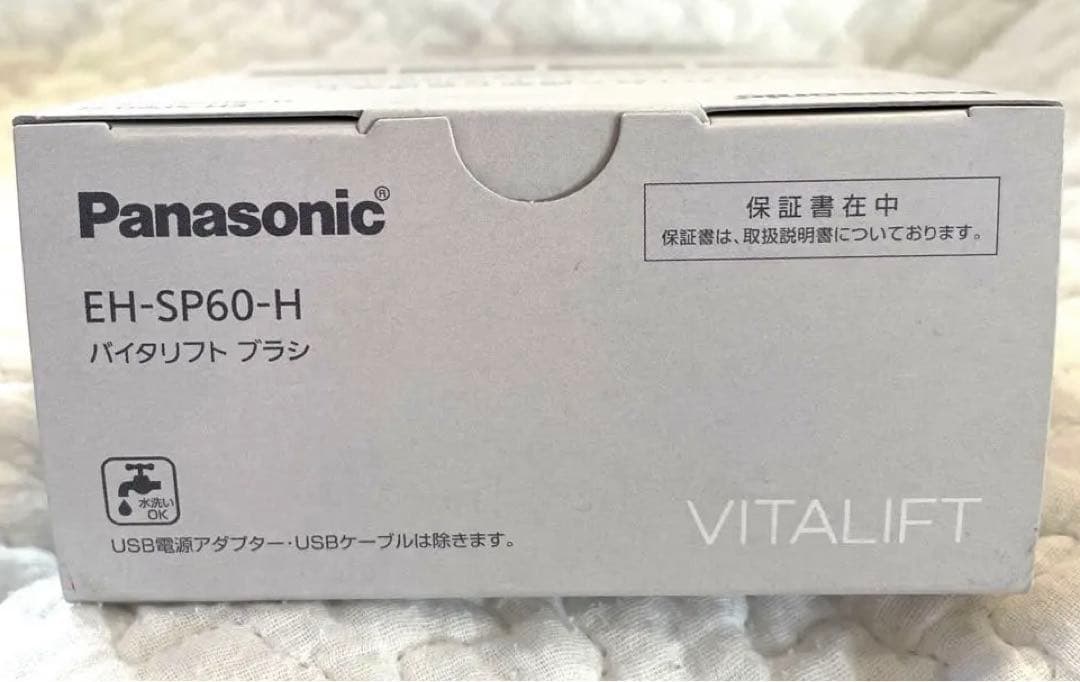 Panasonic
Panasonic®
保証書在中
保証書は、取扱説明書についております。
EH-SP60-H
バイタリフト ブラシ
水洗い
OK
USB電源アダプター・USBケーブルは除きます。
VITALIFT